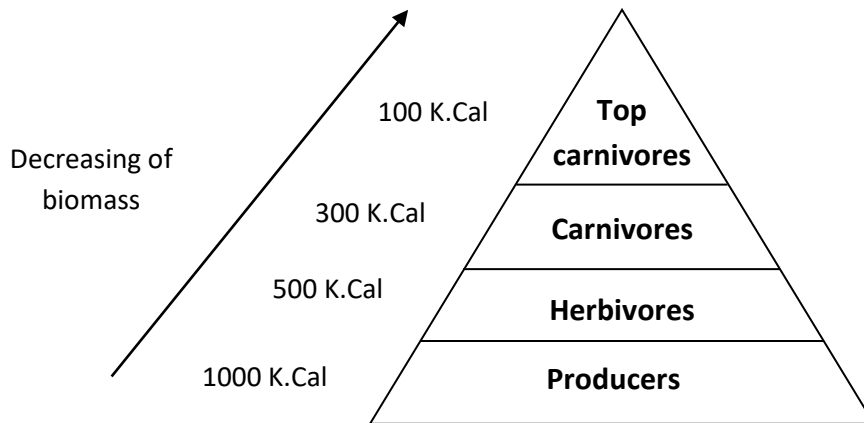 100 K.Cal
Top
carnivores
Decreasing of
biomass
300 K.Cal
Carnivores
500 K.Cal
Herbivores
1000 K.Cal
Producers